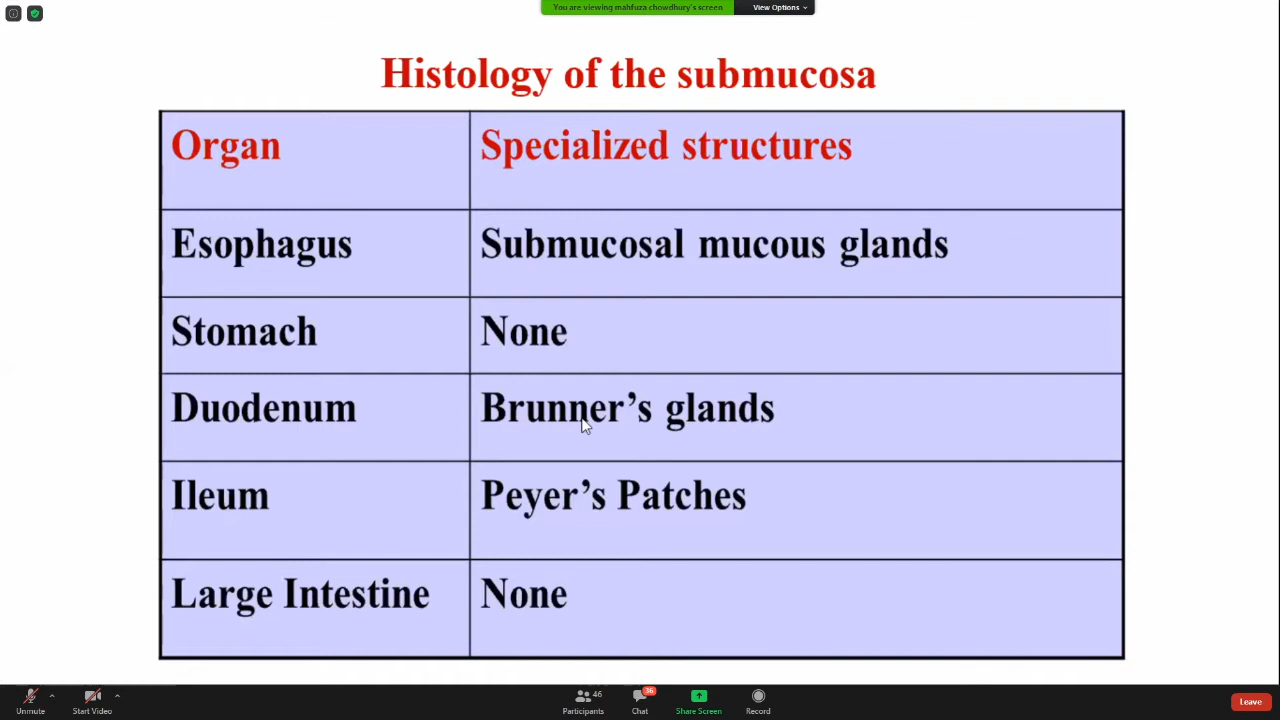 You are viewing mahfuza chowdhury's screen
View Options
Histology of the submucosa
Organ Specialized structures
Esophagus Submucosal mucous glands
Stomach None
Duodenum Brunner’s glands
Ileum Peyer’s Patches
Large Intestine None
46
36
Unmute Start Video Participants Chat Share Screen Record Leave